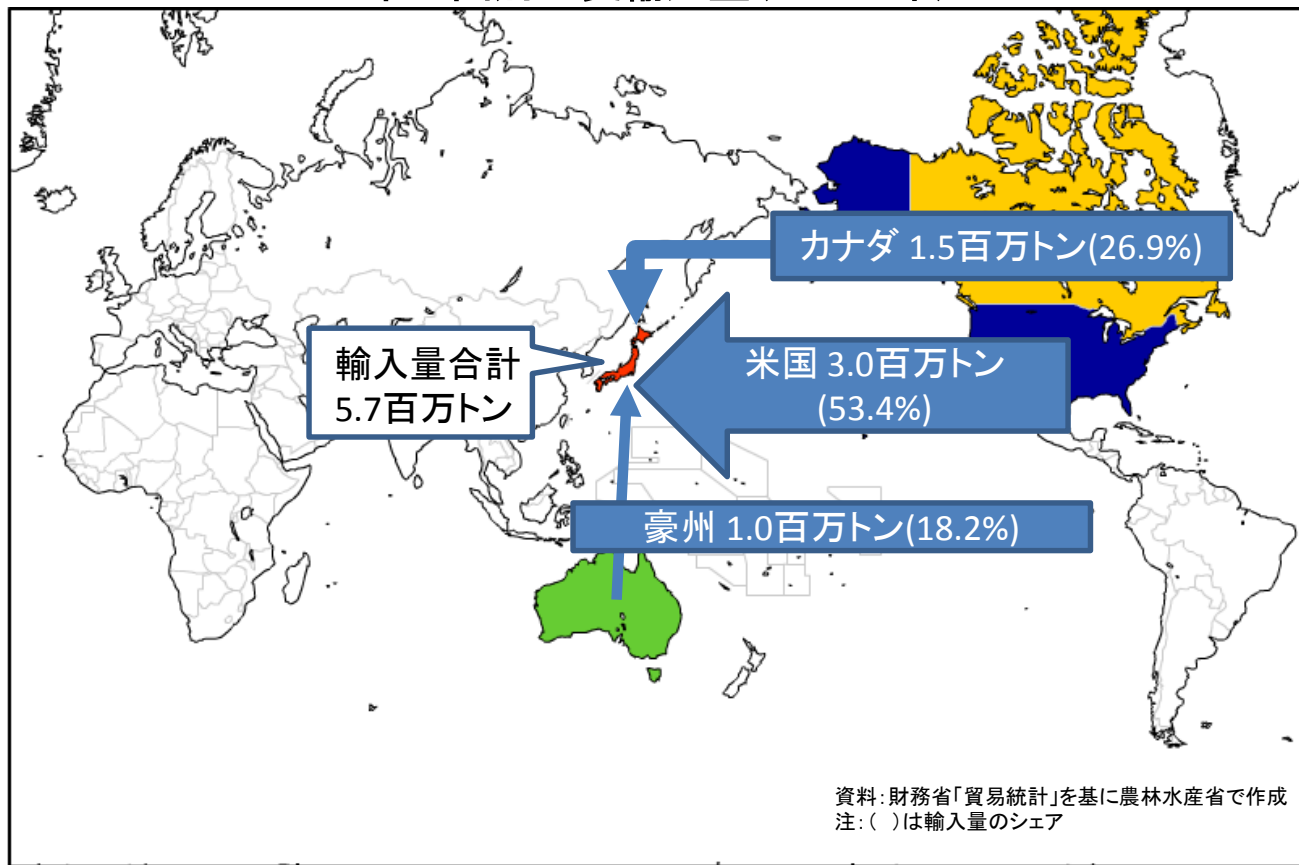 カナダ 1.5百万トン(26.9%)
輸入量合計
5.7百万トン
米国 3.0百万トン
(53.4%)
豪州 1.0百万トン(18.2%)
資料:財務省「貿易統計」を基に農林水産省で作成
注:( )は輸入量のシェア